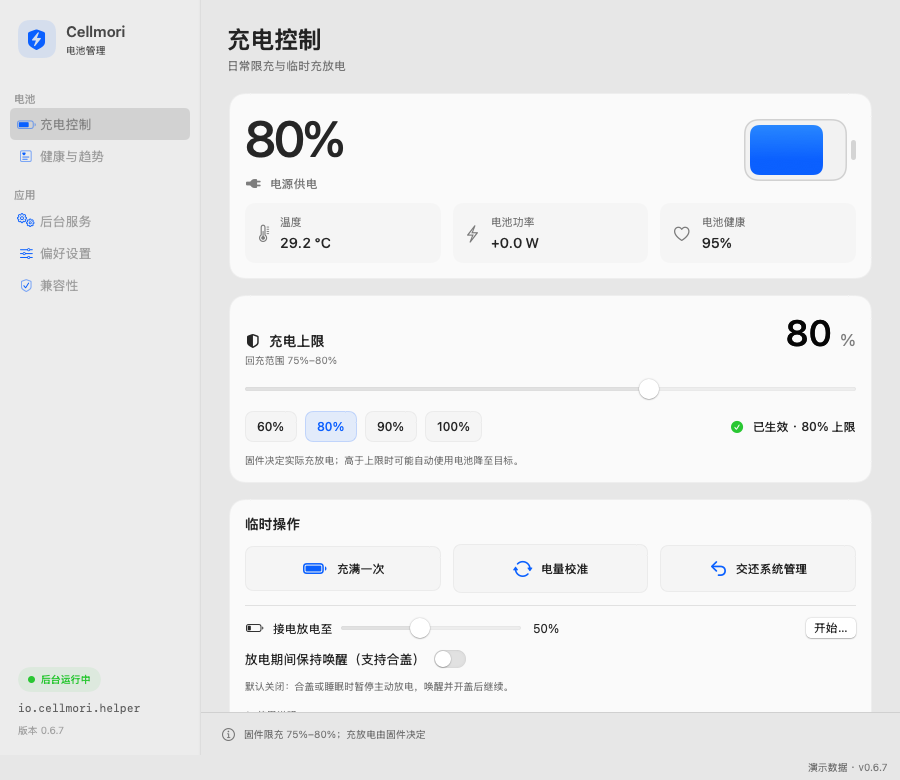 Cellmori
电池管理
电池
充电控制
健康与趋势
应用
后台服务
偏好设置
兼容性
后台运行中
io.cellmori.helper
版本 0.6.7
充电控制
日常限充与临时充放电
80%
电源供电
温度
29.2 °C
电池功率
+0.0 W
电池健康
95%
充电上限
80 %
回充范围 75%–80%
60%
80%
90%
100%
已生效 · 80% 上限
固件决定实际充放电；高于上限时可能自动使用电池降至目标。
临时操作
充满一次
电量校准
交还系统管理
接电放电至
50%
开始...
放电期间保持唤醒（支持合盖）
默认关闭：合盖或睡眠时暂停主动放电，唤醒并开盖后继续。
固件限充 75%–80%；充放电由固件决定
演示数据 · v0.6.7